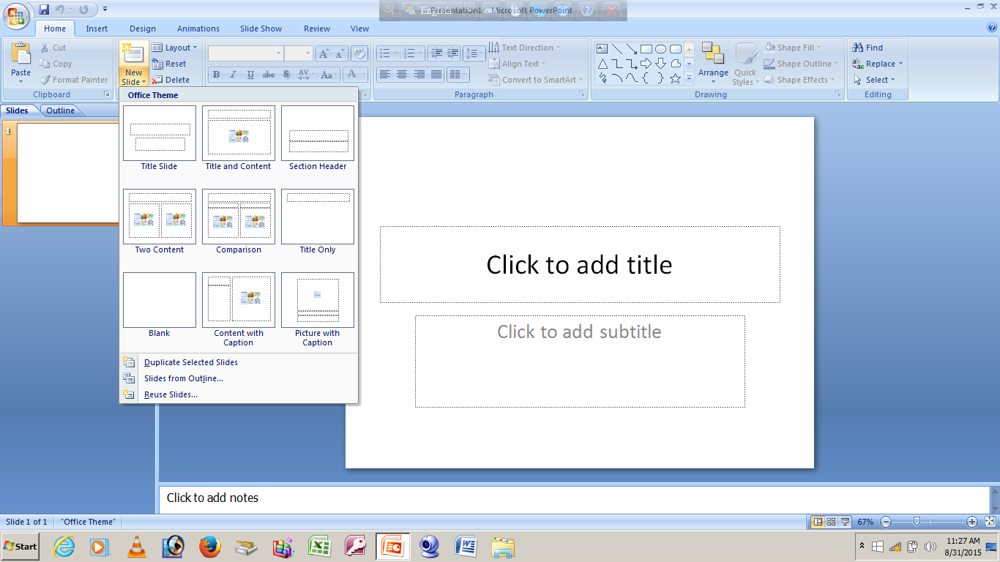 Presentation1 - Microsoft PowerPoint
English
Home Insert Design Animations Slide Show Review View
Paste
Cut
Copy
Format Painter
Clipboard
New Slide
Layout
Reset
Delete
B I U abc S AV Aa A
Text Direction
Align Text
Convert to SmartArt
Paragraph
Arrange
Quick Styles
Shape Fill
Shape Outline
Shape Effects
Drawing
Find
Replace
Select
Editing
Slides Outline
1
Office Theme
Title Slide Title and Content Section Header
Two Content Comparison Title Only
Blank Content with Caption Picture with Caption
Duplicate Selected Slides
Slides from Outline...
Reuse Slides...
Click to add title
Click to add subtitle
Click to add notes
Slide 1 of 1 "Office Theme" 67%
Start
11:27 AM
8/31/2015